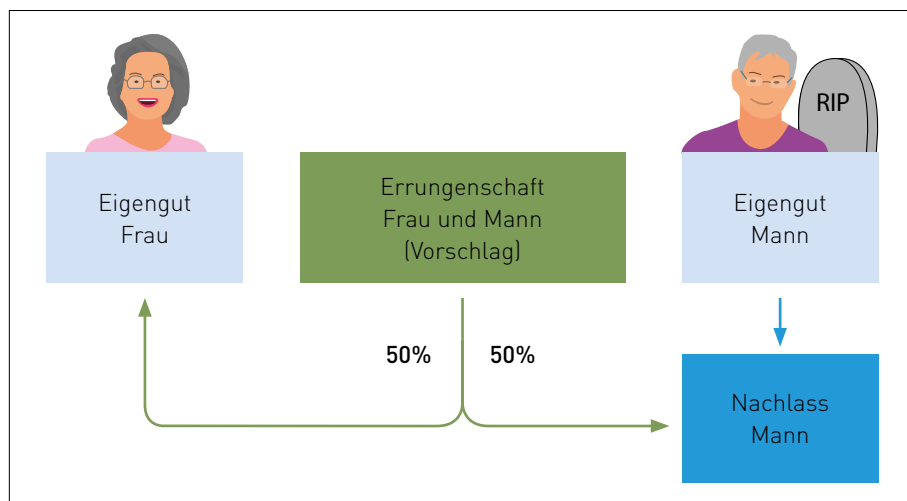 RIP
Eigengut
Frau
Errungenschaft
Frau und Mann
(Vorschlag)
Eigengut
Mann
50%
50%
Nachlass
Mann